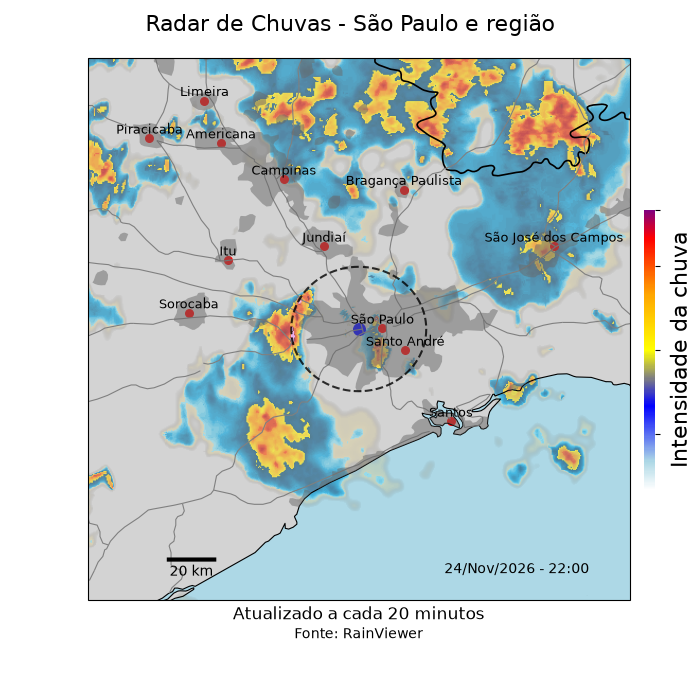 Radar de Chuvas - São Paulo e região
Limeira
Piracicaba
Americana
Campinas
Bragança Paulista
Jundiaí
São José dos Campos
Itu
Sorocaba
São Paulo
Santo André
Santos
Intensidade da chuva
20 km
24/Nov/2026 - 22:00
Atualizado a cada 20 minutos
Fonte: RainViewer